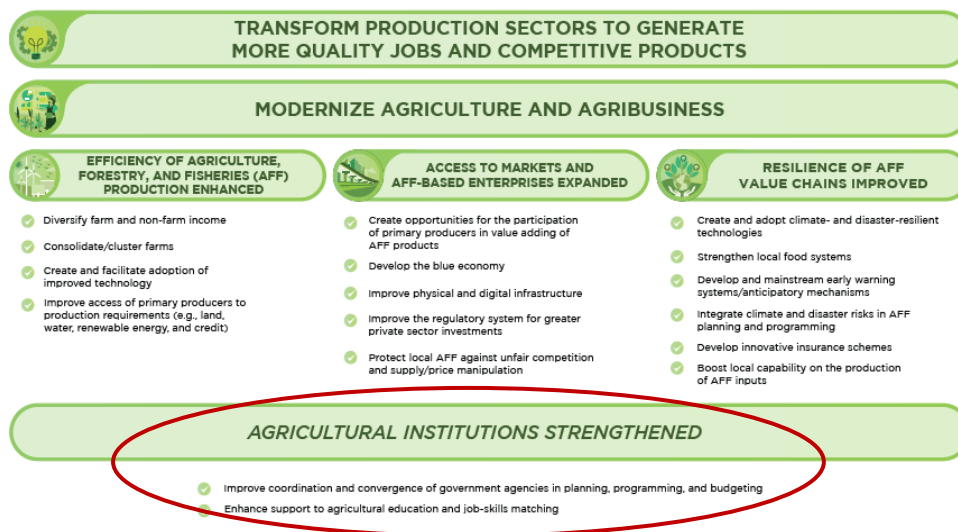 TRANSFORM PRODUCTION SECTORS TO GENERATE
MORE QUALITY JOBS AND COMPETITIVE PRODUCTS
MODERNIZE AGRICULTURE AND AGRIBUSINESS
EFFICIENCY OF AGRICULTURE,
FORESTRY, AND FISHERIES (AFF)
PRODUCTION ENHANCED
Diversify farm and non-farm income
Consolidate/cluster farms
Create and facilitate adoption of
improved technology
Improve access of primary producers to
production requirements (e.g., land,
water, renewable energy, and credit)
ACCESS TO MARKETS AND
AFF-BASED ENTERPRISES EXPANDED
Create opportunities for the participation
of primary producers in value adding of
AFF products
Develop the blue economy
Improve physical and digital infrastructure
Improve the regulatory system for greater
private sector investments
Protect local AFF against unfair competition
and supply/price manipulation
RESILIENCE OF AFF
VALUE CHAINS IMPROVED
Create and adopt climate- and disaster-resilient
technologies
Strengthen local food systems
Develop and mainstream early warning
systems/anticipatory mechanisms
Integrate climate and disaster risks in AFF
planning and programming
Develop innovative insurance schemes
Boost local capability on the production
of AFF inputs
AGRICULTURAL INSTITUTIONS STRENGTHENED
Improve coordination and convergence of government agencies in planning, programming, and budgeting
Enhance support to agricultural education and job-skills matching